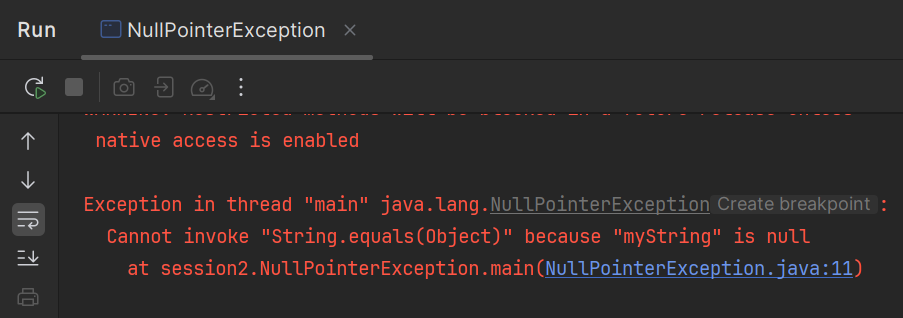 Run
NullPointerException
native access is enabled
Exception in thread "main" java.lang.NullPointerException Create breakpoint :
Cannot invoke "String.equals(Object)" because "myString" is null
at session2.NullPointerException.main(NullPointerException.java:11)